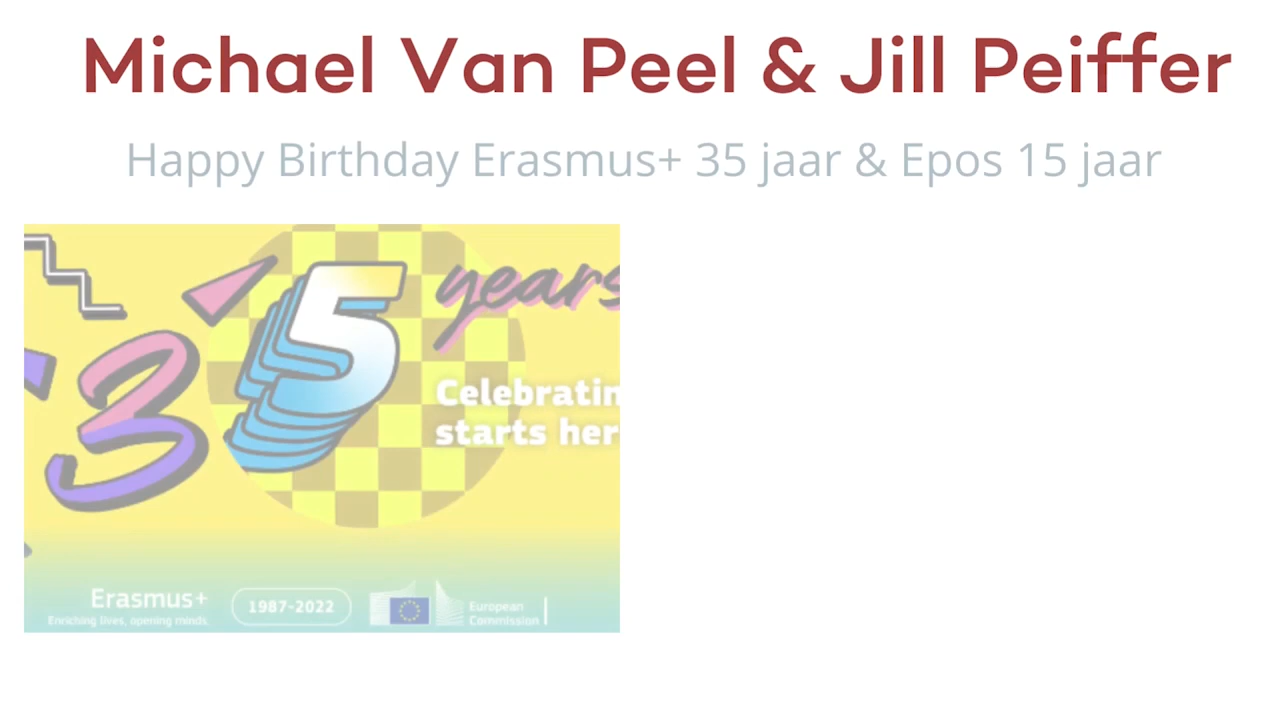 Michael Van Peel & Jill Peiffer
Happy Birthday Erasmus+ 35 jaar & Epos 15 jaar
35 years
Celebratin
starts her
Erasmus+
Enriching lives, opening minds.
1987-2022
European
Commission